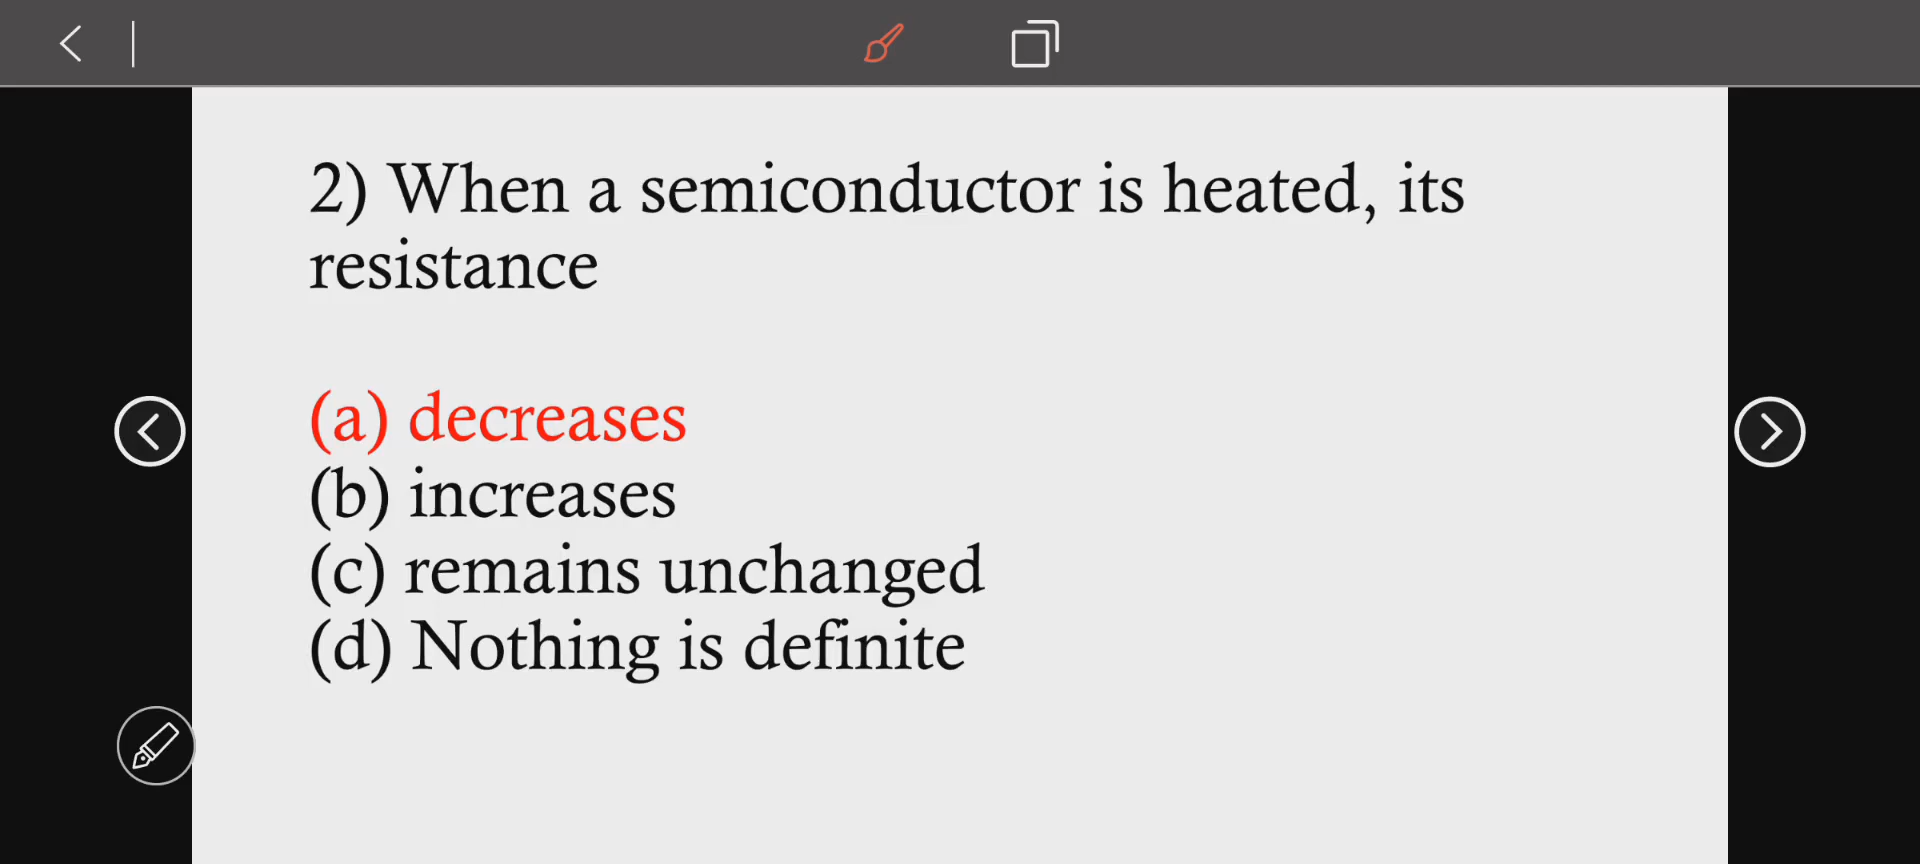 2) When a semiconductor is heated, its
resistance
(a) decreases
(b) increases
(c) remains unchanged
(d) Nothing is definite